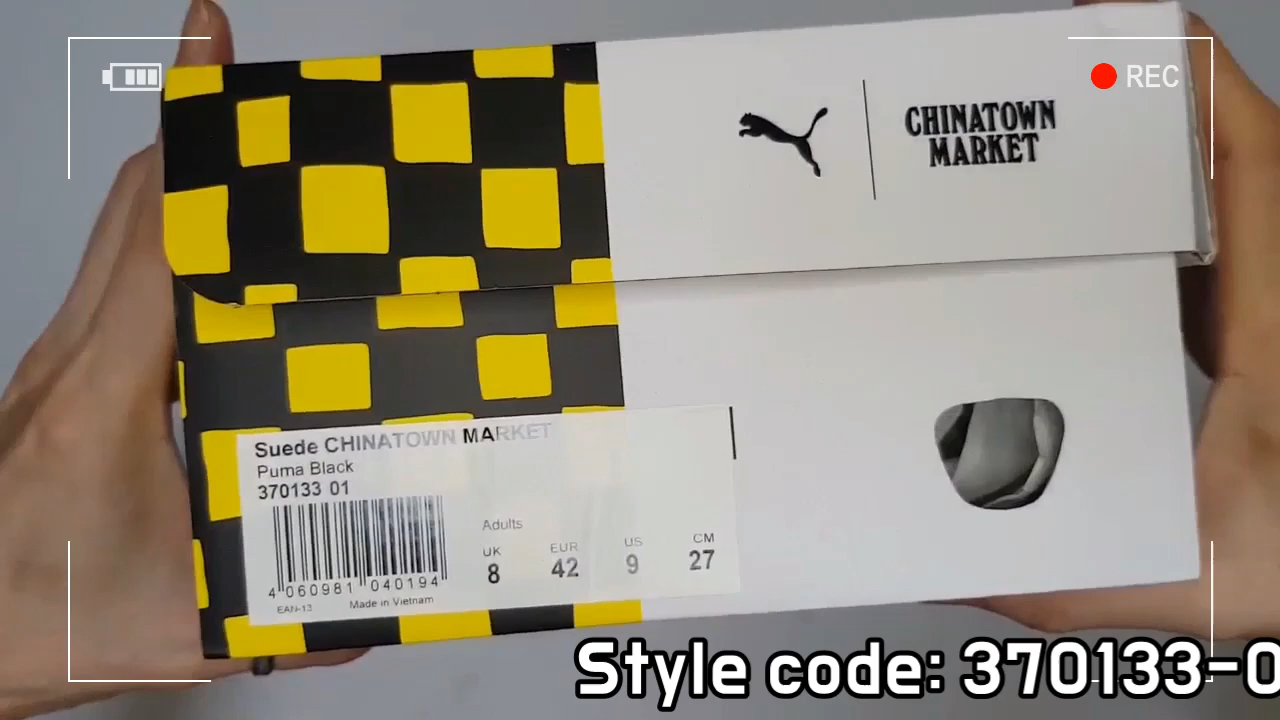 REC
CHINATOWN
MARKET
Suede CHINATOWN MARKET
Puma Black
370133 01
Adults
UK EUR US CM
8 42 9 27
4 060981 040194
EAN-13 Made in Vietnam
Style code: 370133-0